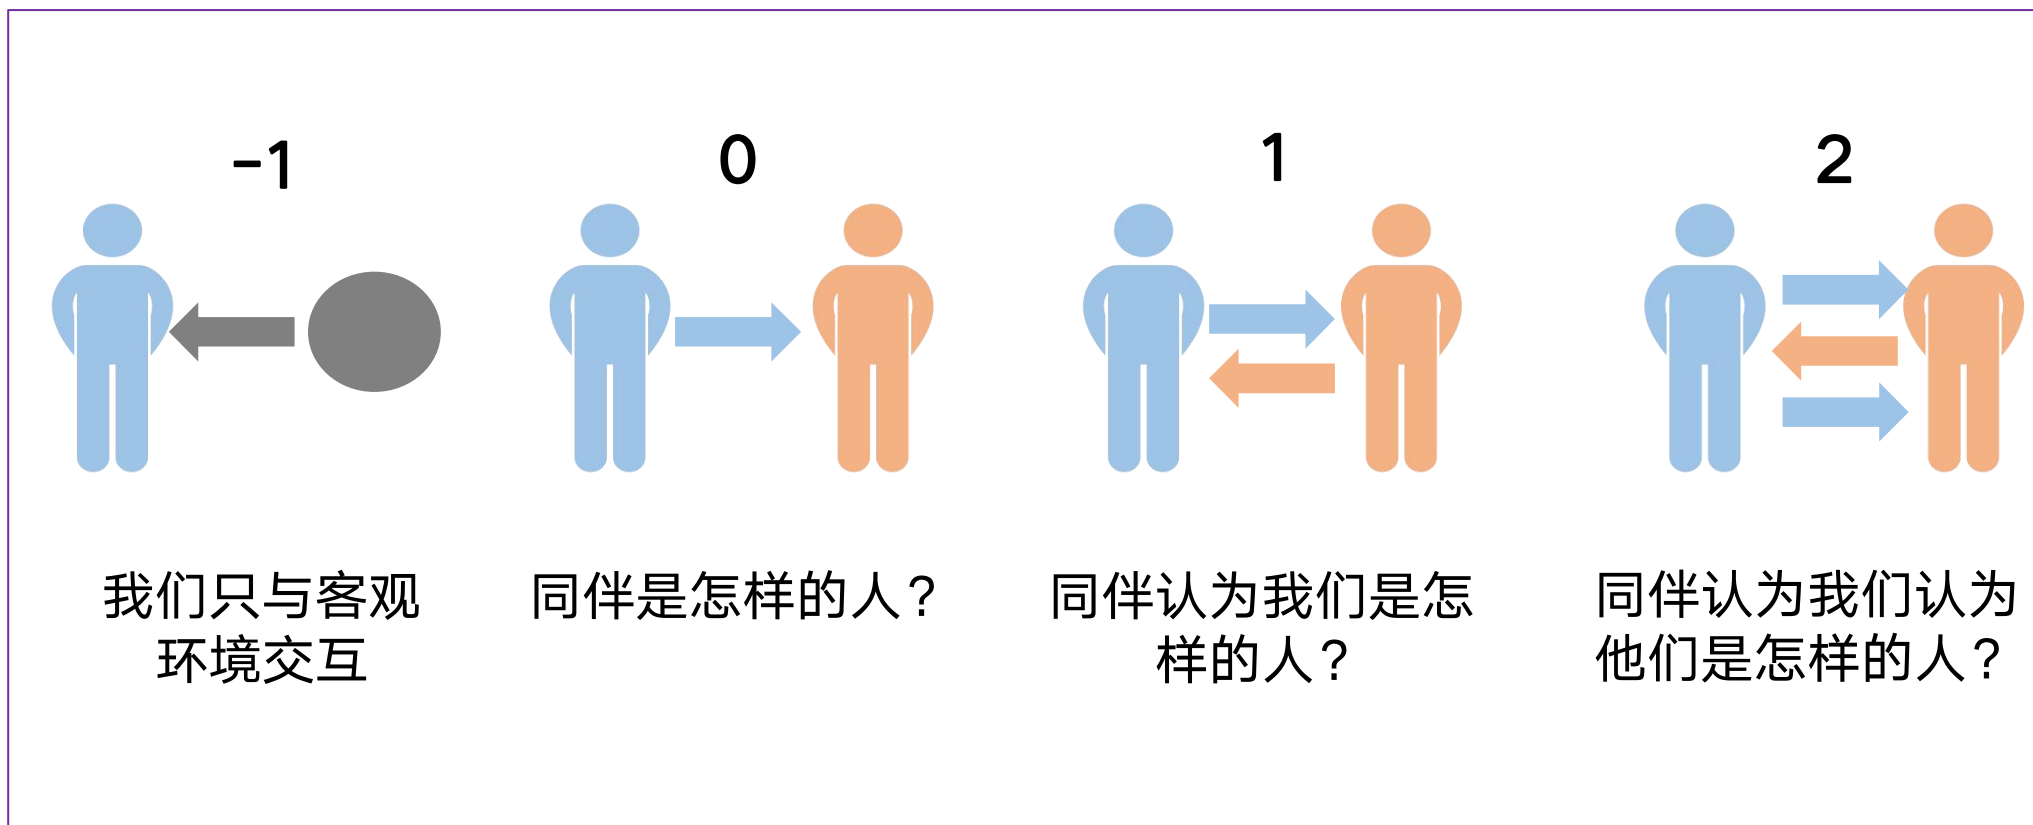 -1
0
1
2
我们只与客观
环境交互
同伴是怎样的人？
同伴认为我们是怎
样的人？
同伴认为我们认为
他们是怎样的人？